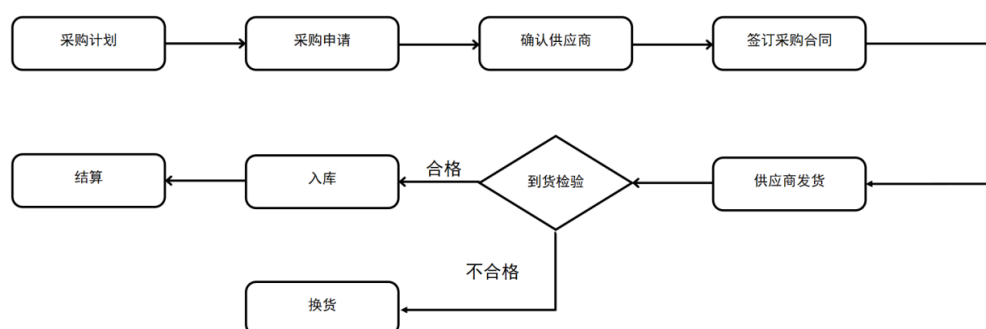 采购计划
采购申请
确认供应商
签订采购合同
结算
入库
合格
到货检验
供应商发货
不合格
换货